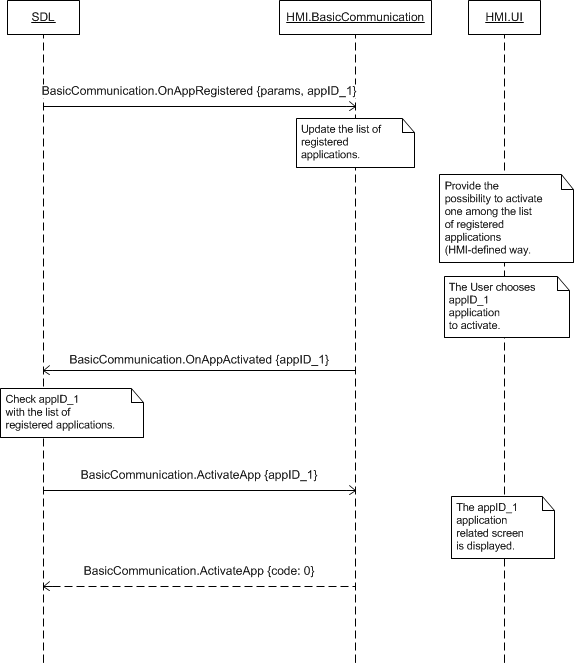 SDL
HMI.BasicCommunication
HMI.UI
BasicCommunication.OnAppRegistered {params, appID_1}
Update the list of
registered
applications.
Provide the
possibility to activate
one among the list
of registered
applications
(HMI-defined way.
The User chooses
appID_1
application
to activate.
BasicCommunication.OnAppActivated {appID_1}
Check appID_1
with the list of
registered applications.
BasicCommunication.ActivateApp {appID_1}
The appID_1
application
related screen
is displayed.
BasicCommunication.ActivateApp {code: 0}